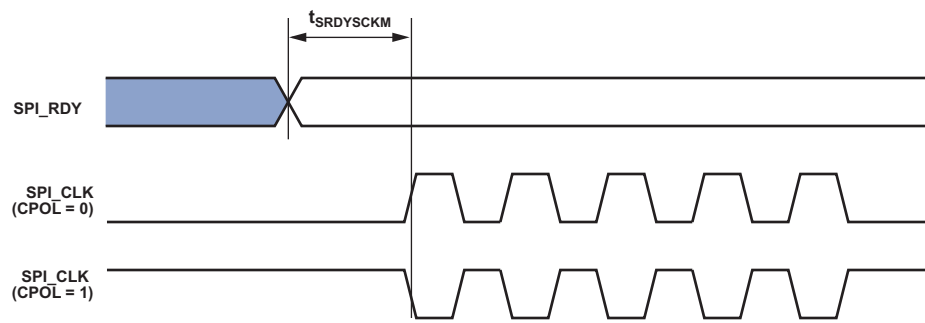 tSRDYSCKM
SPI_RDY
SPI_CLK
(CPOL = 0)
SPI_CLK
(CPOL = 1)